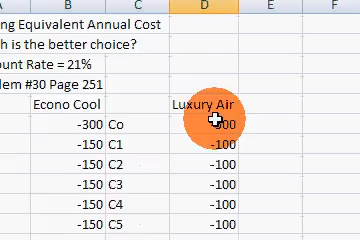 A B C D E F
ng Equivalent Annual Cost
h is the better choice?
ount Rate = 21%
lem #30 Page 251
Econo Cool Luxury Air
-300 Co
-150 C1 -100
-150 C2 -100
-150 C3 -100
-150 C4 -100
-150 C5 -100